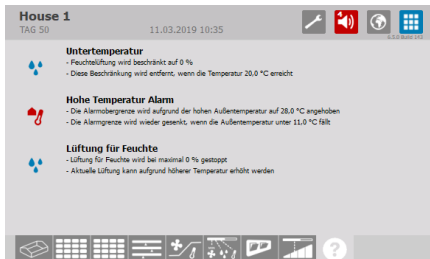 House 1
TAG 50
11.03.2019 10:35
Untertemperatur
- Feuchtelüftung wird beschränkt auf 0 %
- Diese Beschränkung wird entfernt, wenn die Temperatur 20,0 °C erreicht
Hohe Temperatur Alarm
- Die Alarmobergrenze wird aufgrund der hohen Außentemperatur auf 28,0 °C angehoben
- Die Alarmgrenze wird wieder gesenkt, wenn die Außentemperatur unter 11,0 °C fällt
Lüftung für Feuchte
- Lüftung für Feuchte wird bei maximal 0 % gestoppt
- Aktuelle Lüftung kann aufgrund höherer Temperatur erhöht werden
?